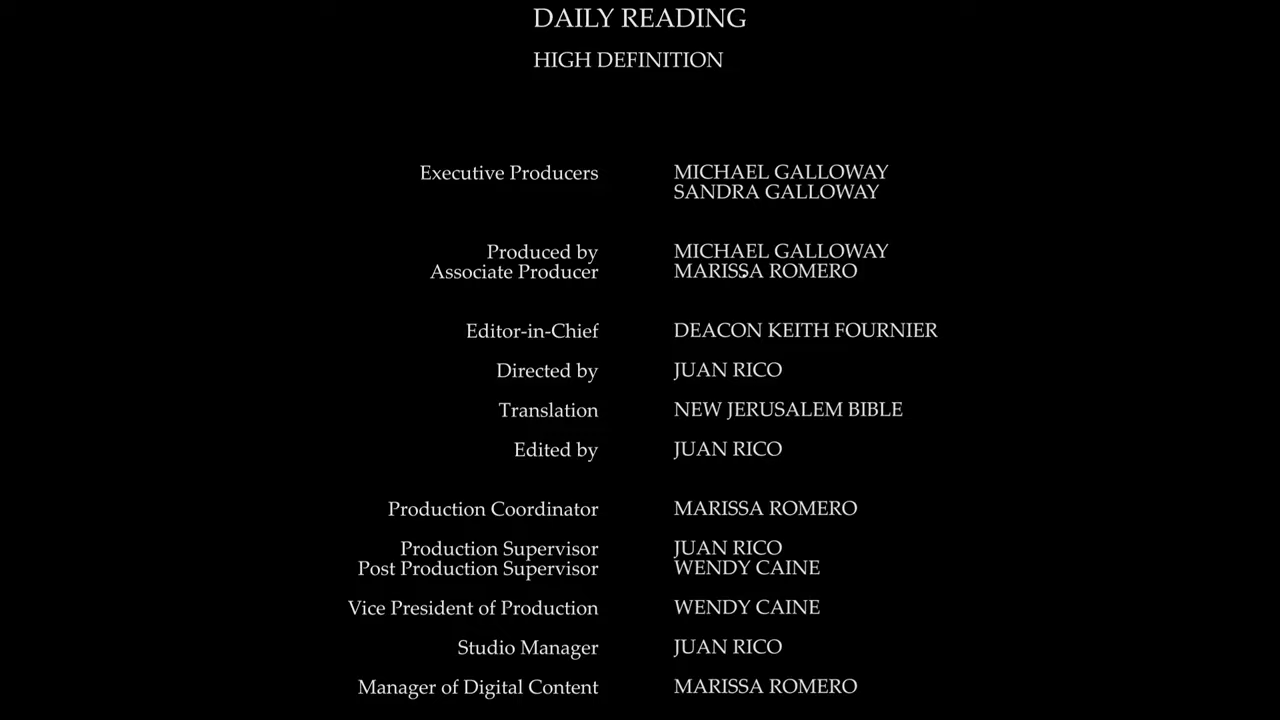 DAILY READING
HIGH DEFINITION
Executive Producers MICHAEL GALLOWAY
SANDRA GALLOWAY
Produced by MICHAEL GALLOWAY
Associate Producer MARISSA ROMERO
Editor-in-Chief DEACON KEITH FOURNIER
Directed by JUAN RICO
Translation NEW JERUSALEM BIBLE
Edited by JUAN RICO
Production Coordinator MARISSA ROMERO
Production Supervisor JUAN RICO
Post Production Supervisor WENDY CAINE
Vice President of Production WENDY CAINE
Studio Manager JUAN RICO
Manager of Digital Content MARISSA ROMERO